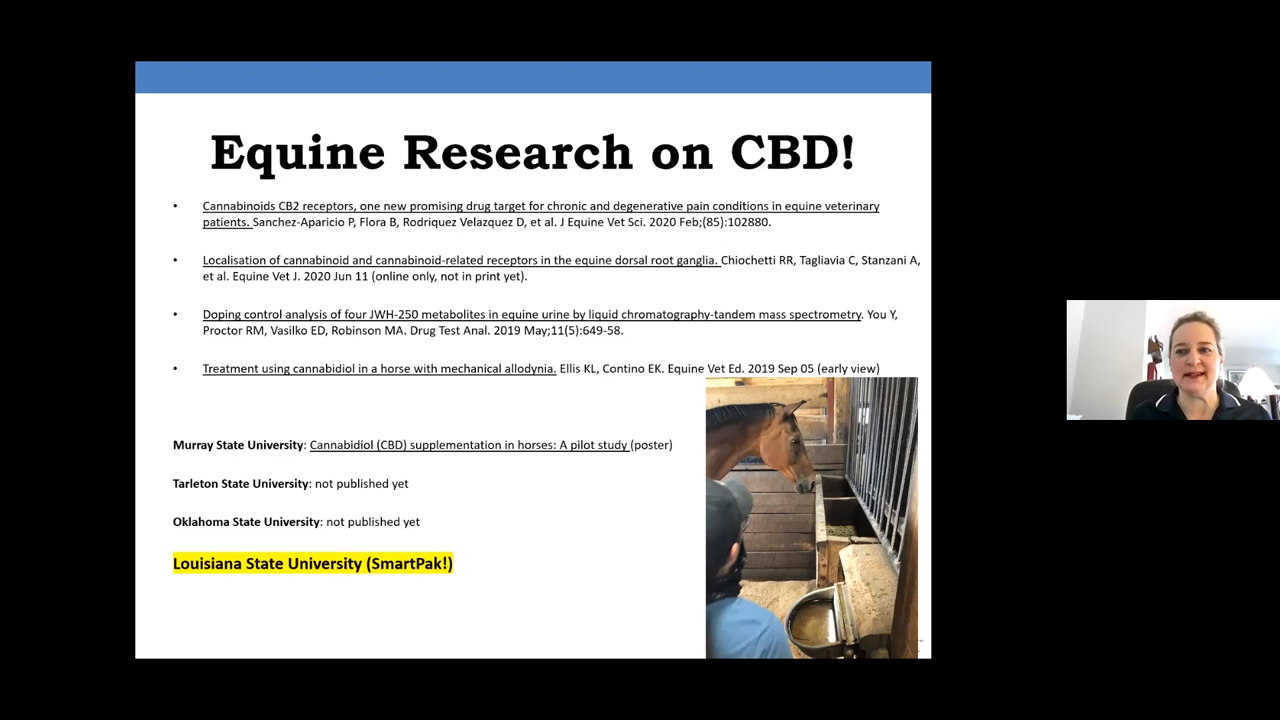 Equine Research on CBD!
• Cannabinoids CB2 receptors, one new promising drug target for chronic and degenerative pain conditions in equine veterinary
patients. Sanchez-Aparicio P, Flora B, Rodriquez Velazquez D, et al. J Equine Vet Sci. 2020 Feb;(85):102880.
• Localisation of cannabinoid and cannabinoid-related receptors in the equine dorsal root ganglia. Chiochetti RR, Tagliavia C, Stanzani A,
et al. Equine Vet J. 2020 Jun 11 (online only, not in print yet).
• Doping control analysis of four JWH-250 metabolites in equine urine by liquid chromatography-tandem mass spectrometry. You Y,
Proctor RM, Vasilko ED, Robinson MA. Drug Test Anal. 2019 May;11(5):649-58.
• Treatment using cannabidiol in a horse with mechanical allodynia. Ellis KL, Contino EK. Equine Vet Ed. 2019 Sep 05 (early view)
Murray State University: Cannabidiol (CBD) supplementation in horses: A pilot study (poster)
Tarleton State University: not published yet
Oklahoma State University: not published yet
Louisiana State University (SmartPak!)